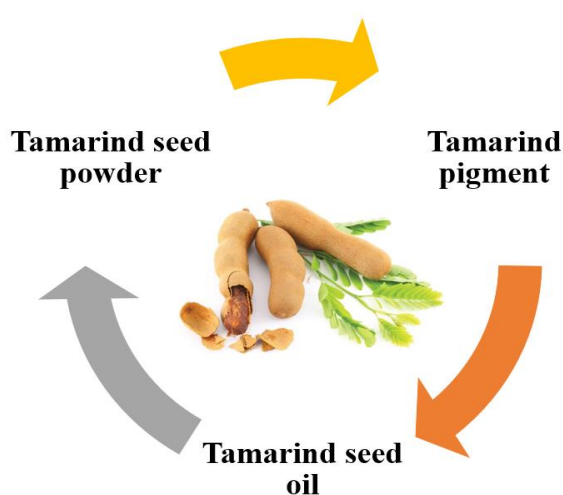 Tamarind seed
powder
Tamarind
pigment
Tamarind seed
oil